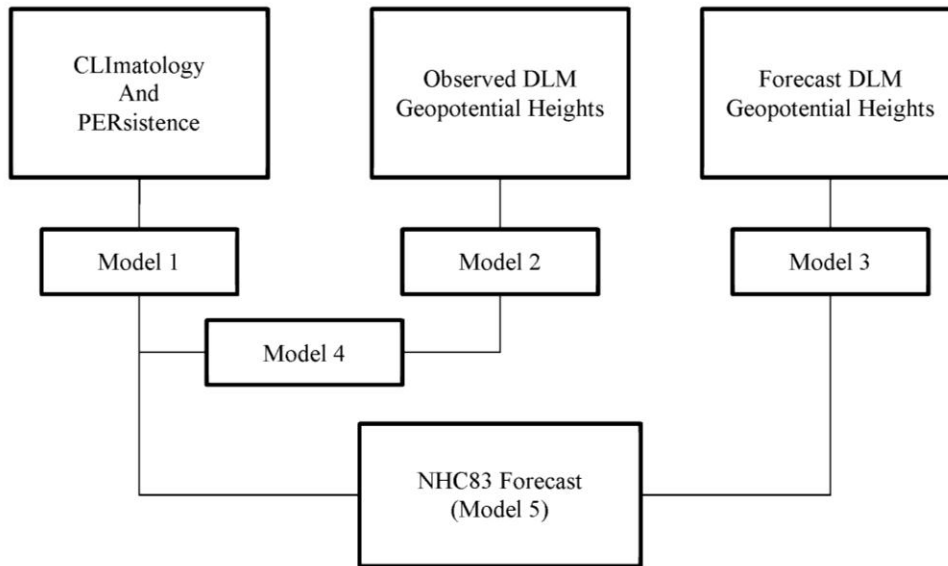 CLImatology
And
PERsistence
Observed DLM
Geopotential Heights
Forecast DLM
Geopotential Heights
Model 1
Model 2
Model 3
Model 4
NHC83 Forecast
(Model 5)